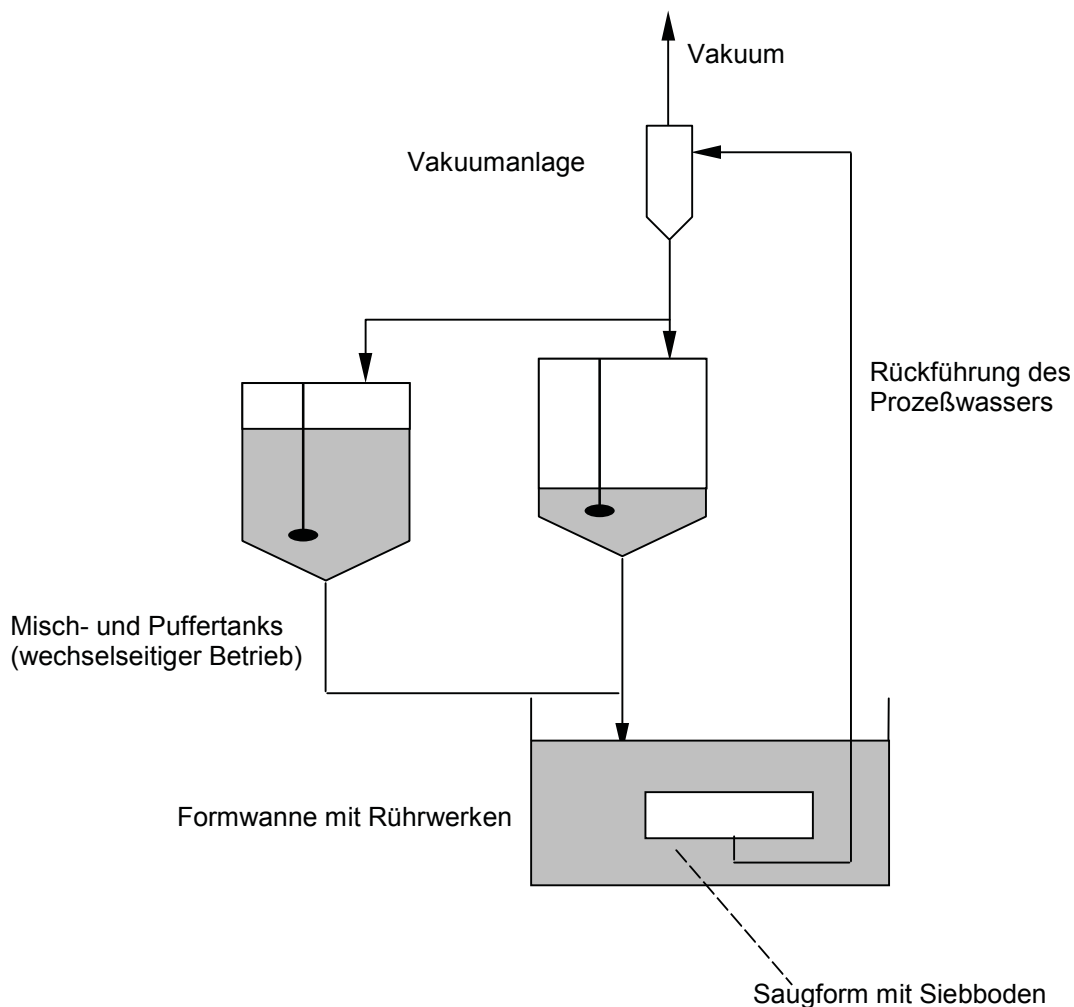 Vakuum
Vakuumanlage
Rückführung des
Prozeßwassers
Misch- und Puffertanks
(wechselseitiger Betrieb)
Formwanne mit Rührwerken
Saugform mit Siebboden